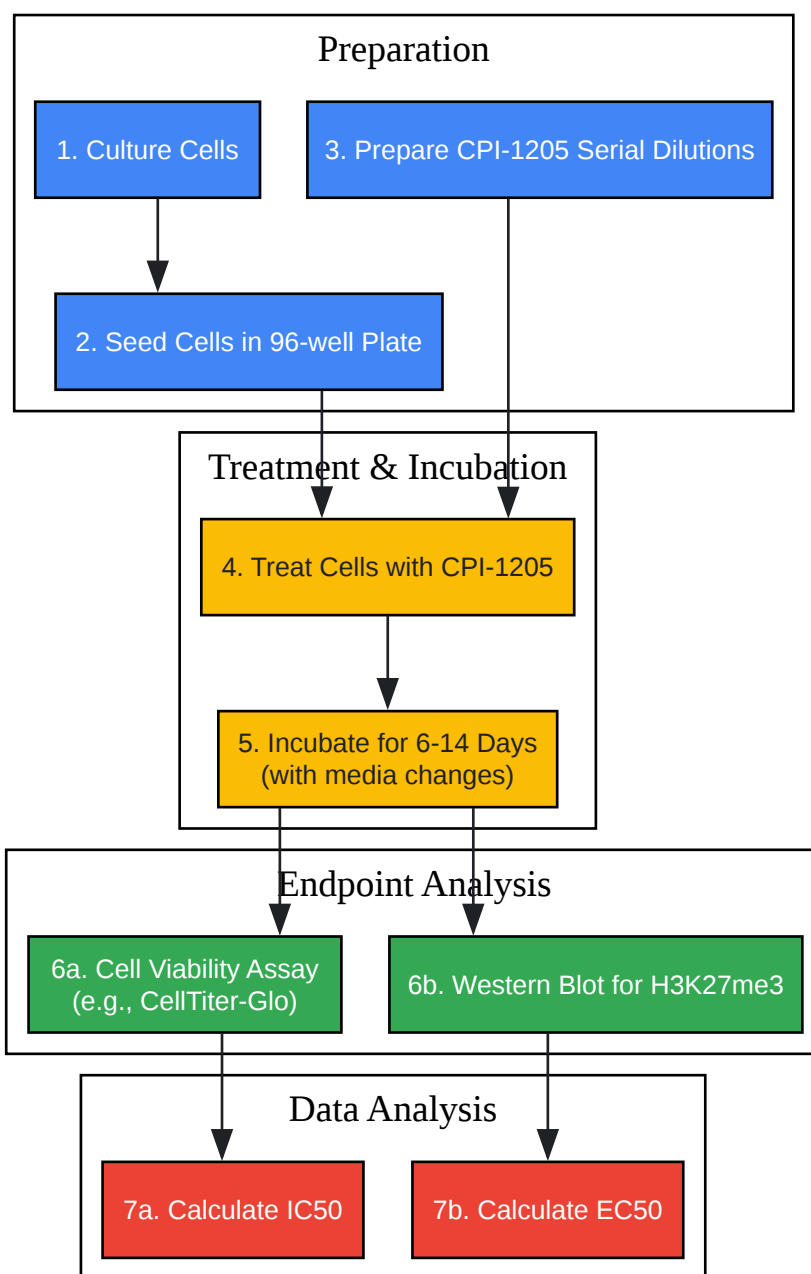 Preparation
1. Culture Cells
3. Prepare CPI-1205 Serial Dilutions
2. Seed Cells in 96-well Plate
Treatment & Incubation
4. Treat Cells with CPI-1205
5. Incubate for 6-14 Days
(with media changes)
Endpoint Analysis
6a. Cell Viability Assay
(e.g., CellTiter-Glo)
6b. Western Blot for H3K27me3
Data Analysis
7a. Calculate IC50
7b. Calculate EC50